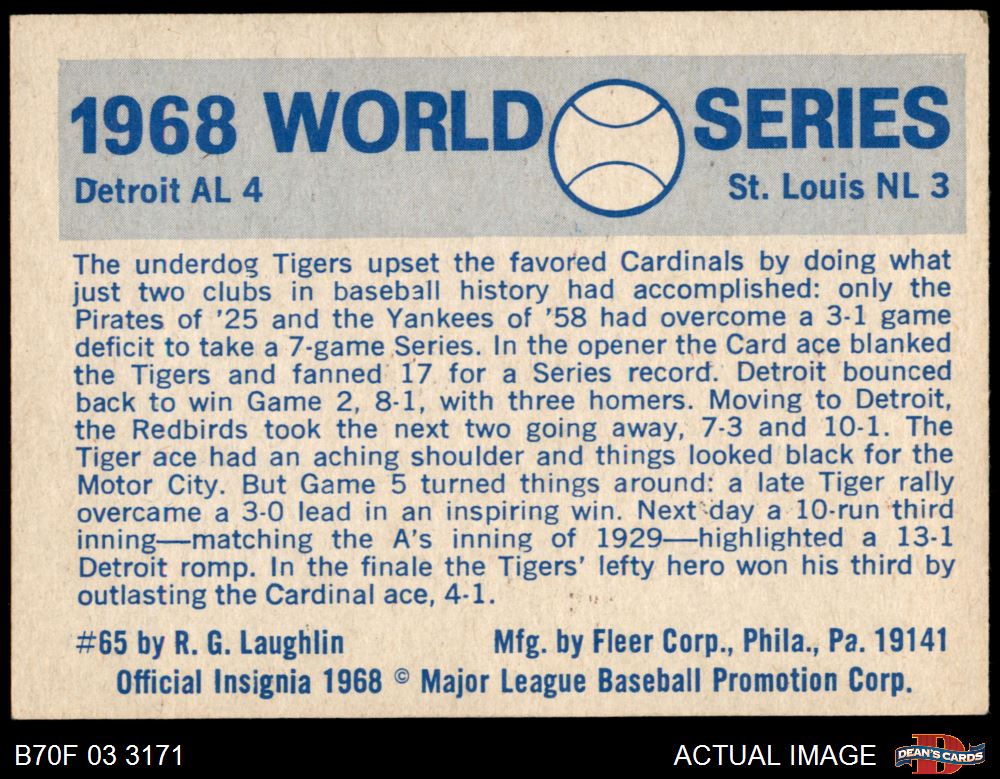 1968 WORLD SERIES
Detroit AL 4 St. Louis NL 3
The underdog Tigers upset the favored Cardinals by doing what
just two clubs in baseball history had accomplished: only the
Pirates of '25 and the Yankees of '58 had overcome a 3-1 game
deficit to take a 7-game Series. In the opener the Card ace blanked
the Tigers and fanned 17 for a Series record. Detroit bounced
back to win Game 2, 8-1, with three homers. Moving to Detroit,
the Redbirds took the next two going away, 7-3 and 10-1. The
Tiger ace had an aching shoulder and things looked black for the
Motor City. But Game 5 turned things around: a late Tiger rally
overcame a 3-0 lead in an inspiring win. Next day a 10-run third
inning—matching the A's inning of 1929—highlighted a 13-1
Detroit romp. In the finale the Tigers' lefty hero won his third by
outlasting the Cardinal ace, 4-1.
#65 by R. G. Laughlin Mfg. by Fleer Corp., Phila., Pa. 19141
Official Insignia 1968 © Major League Baseball Promotion Corp.
B70F 03 3171 ACTUAL IMAGE DEAN'S CARDS